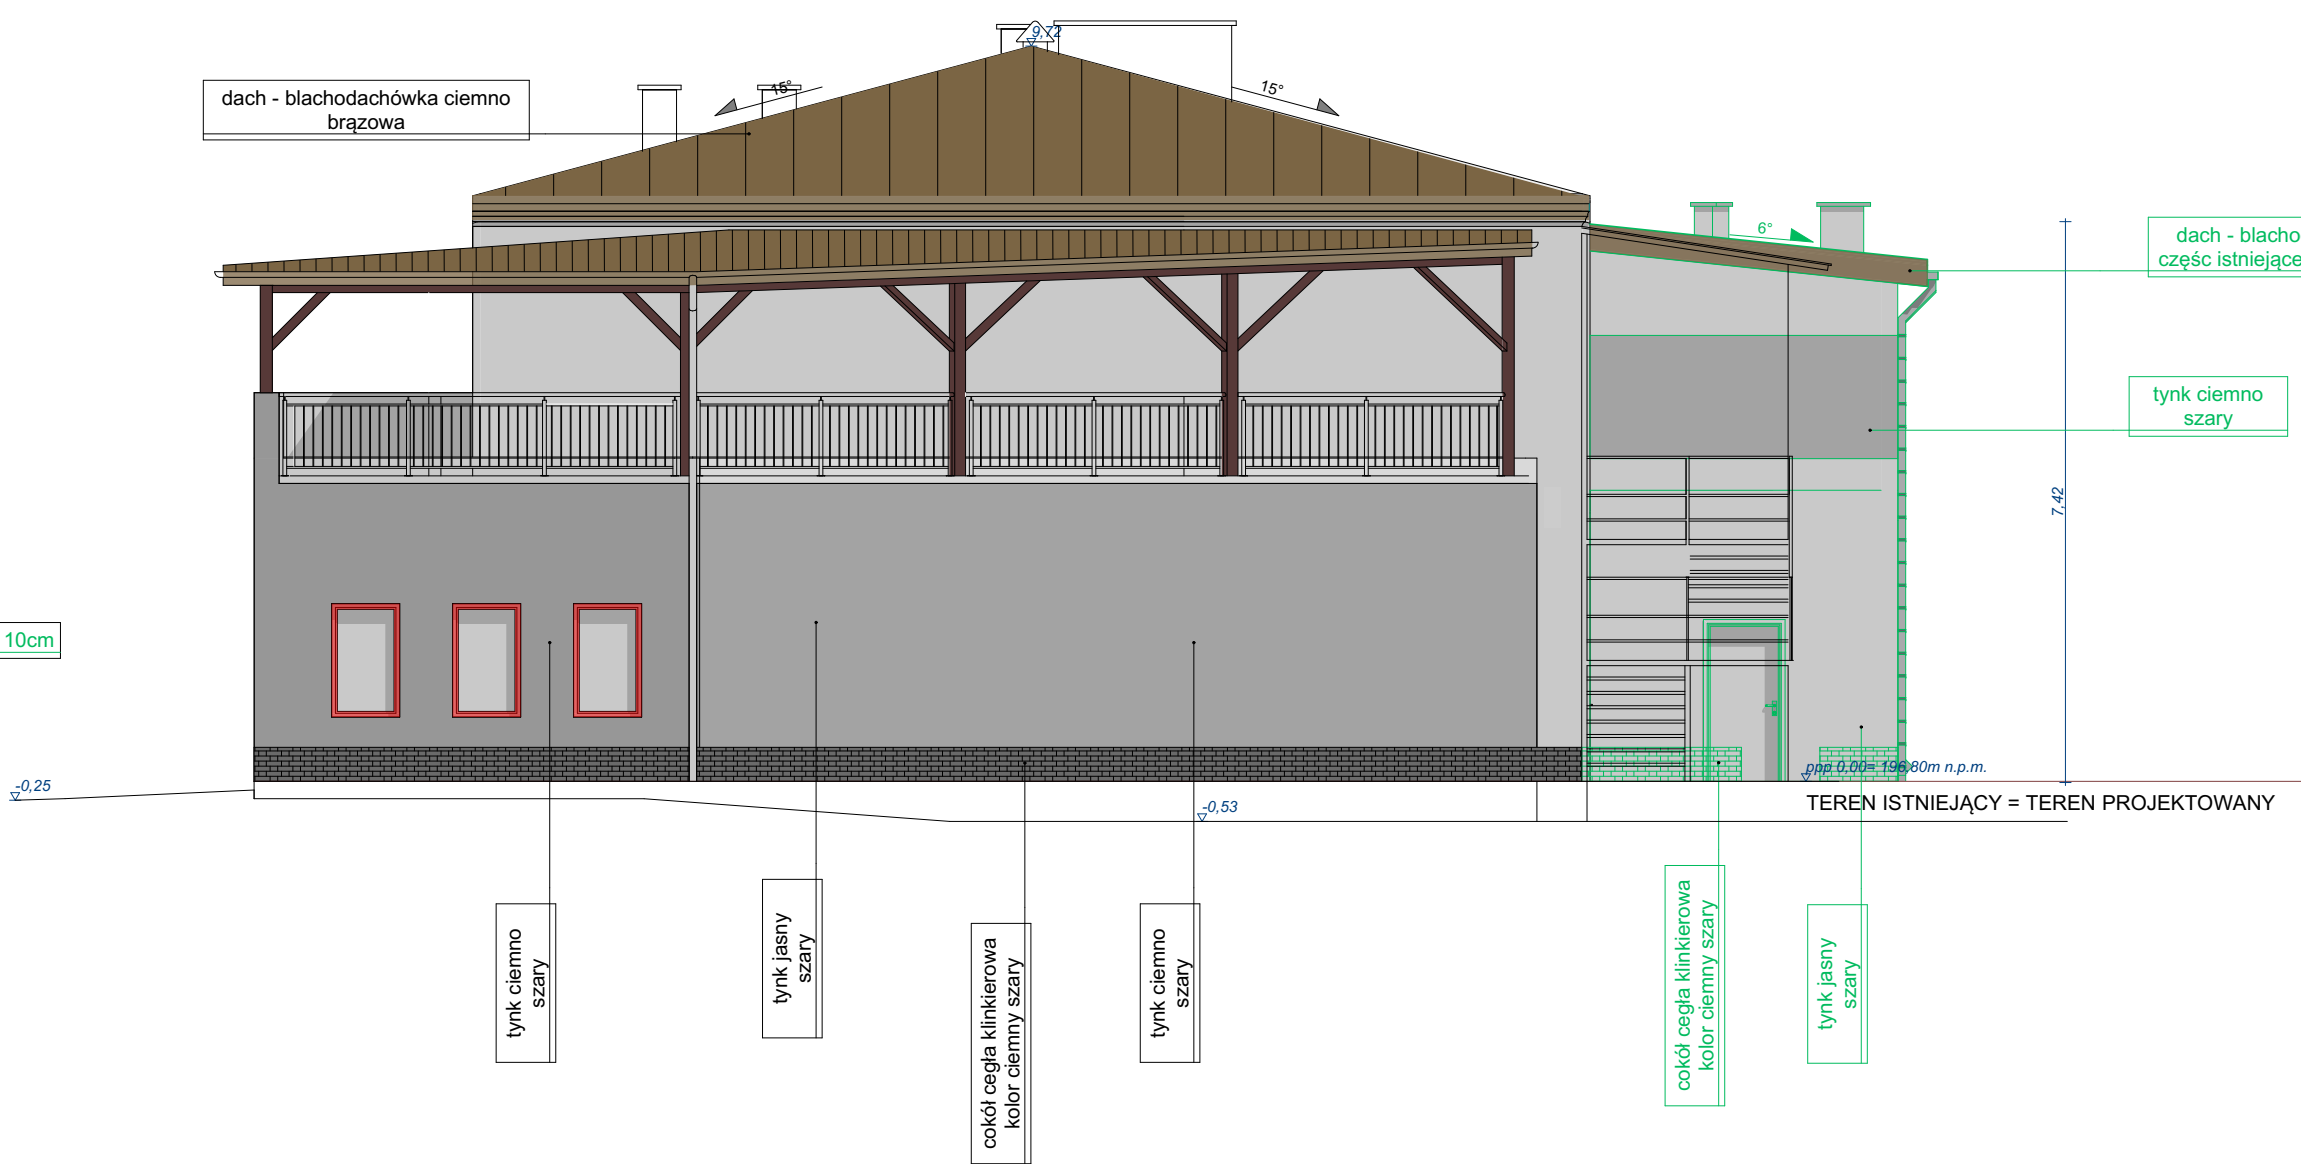 9,72
dach - blachodachówka ciemno
brązowa
15°
15°
6°
dach - blacho
częśc istniejące
tynk ciemno
szary
7,42
10cm
-0,25
ppp 0,00= 196,80m n.p.m.
TEREN ISTNIEJĄCY = TEREN PROJEKTOWANY
-0,53
tynk ciemno
szary
tynk jasny
szary
cokół cegła klinkierowa
kolor ciemny szary
tynk ciemno
szary
cokół cegła klinkierowa
kolor ciemny szary
tynk jasny
szary